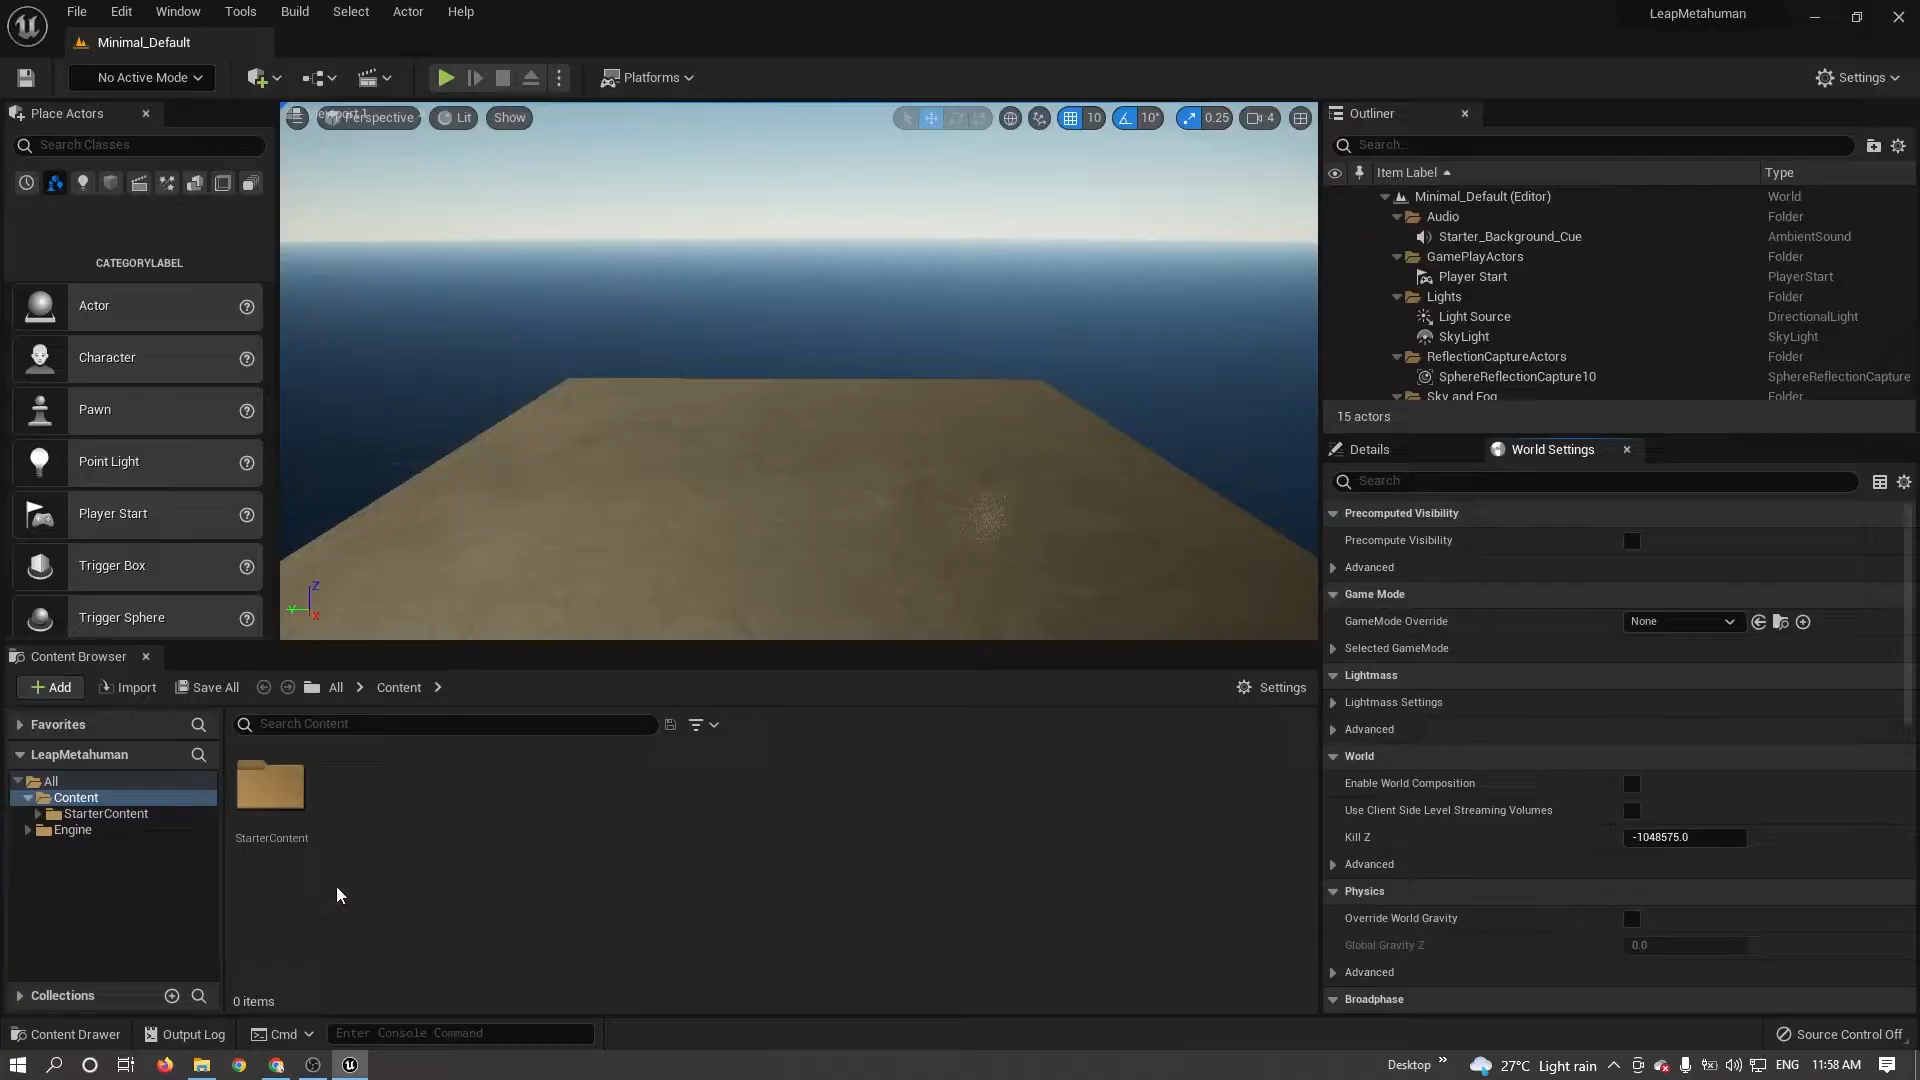 File Edit Window Tools Build Select Actor Help
LeapMetahuman
Minimal_Default
No Active Mode
Platforms
Settings
Place Actors
Search Classes
CATEGORYLABEL
Actor
Character
Pawn
Point Light
Player Start
Trigger Box
Trigger Sphere
Perspective
Lit
Show
10
10°
0.25
4
Z
Y
X
Outliner
Search...
Item Label
Type
Minimal_Default (Editor) World
Audio Folder
Starter_Background_Cue AmbientSound
GamePlayActors Folder
Player Start PlayerStart
Lights Folder
Light Source DirectionalLight
SkyLight SkyLight
ReflectionCaptureActors Folder
SphereReflectionCapture10 SphereReflectionCapture
Sky and Fog Folder
15 actors
Details
World Settings
Search
Precomputed Visibility
Precompute Visibility
Advanced
Game Mode
GameMode Override None
Selected GameMode
Lightmass
Lightmass Settings
Advanced
World
Enable World Composition
Use Client Side Level Streaming Volumes
Kill Z -1048575.0
Advanced
Physics
Override World Gravity
Global Gravity Z 0.0
Advanced
Broadphase
Content Browser
Add
Import
Save All
All
Content
Settings
Favorites
Search Content
LeapMetahuman
All
Content
StarterContent
Engine
StarterContent
Collections
0 items
Content Drawer
Output Log
Cmd
Enter Console Command
Source Control Off
Desktop
27°C Light rain
ENG
11:58 AM